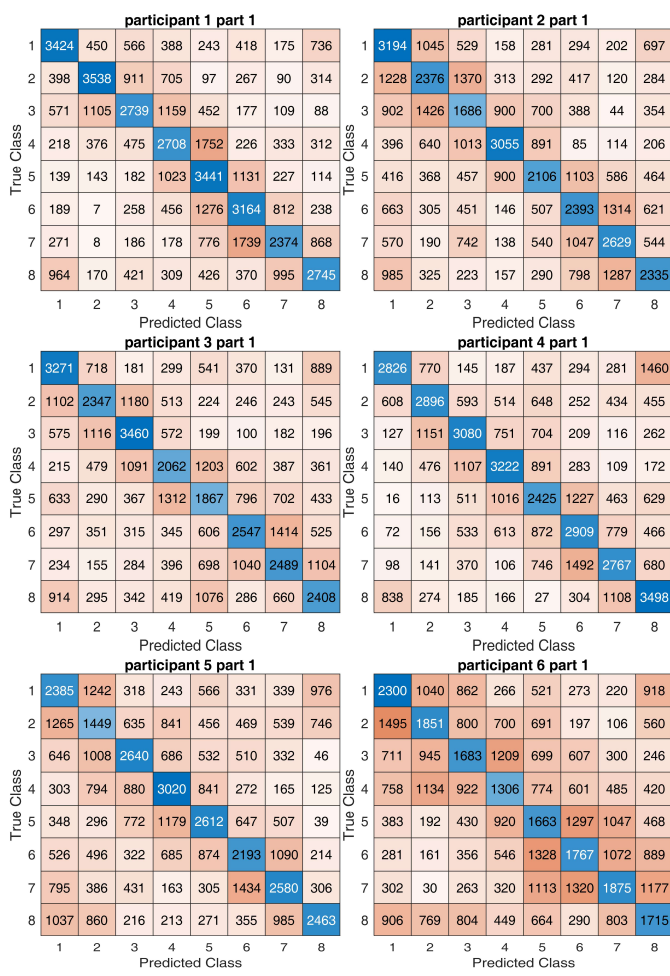 participant 1 part 1
1 3424 450 566 388 243 418 175 736
2 398 3538 911 705 97 267 90 314
3 571 1105 2739 1159 452 177 109 88
4 218 376 475 2708 1752 226 333 312
5 139 143 182 1023 3441 1131 227 114
6 189 7 258 456 1276 3164 812 238
7 271 8 186 178 776 1739 2374 868
8 964 170 421 309 426 370 995 2745
True Class
1 2 3 4 5 6 7 8
Predicted Class
participant 2 part 1
1 3194 1045 529 158 281 294 202 697
2 1228 2376 1370 313 292 417 120 284
3 902 1426 1686 900 700 388 44 354
4 396 640 1013 3055 891 85 114 206
5 416 368 457 900 2106 1103 586 464
6 663 305 451 146 507 2393 1314 621
7 570 190 742 138 540 1047 2629 544
8 985 325 223 157 290 798 1287 2335
True Class
1 2 3 4 5 6 7 8
Predicted Class
participant 3 part 1
1 3271 718 181 299 541 370 131 889
2 1102 2347 1180 513 224 246 243 545
3 575 1116 3460 572 199 100 182 196
4 215 479 1091 2062 1203 602 387 361
5 633 290 367 1312 1867 796 702 433
6 297 351 315 345 606 2547 1414 525
7 234 155 284 396 698 1040 2489 1104
8 914 295 342 419 1076 286 660 2408
True Class
1 2 3 4 5 6 7 8
Predicted Class
participant 4 part 1
1 2826 770 145 187 437 294 281 1460
2 608 2896 593 514 648 252 434 455
3 127 1151 3080 751 704 209 116 262
4 140 476 1107 3222 891 283 109 172
5 16 113 511 1016 2425 1227 463 629
6 72 156 533 613 872 2909 779 466
7 98 141 370 106 746 1492 2767 680
8 838 274 185 166 27 304 1108 3498
True Class
1 2 3 4 5 6 7 8
Predicted Class
participant 5 part 1
1 2385 1242 318 243 566 331 339 976
2 1265 1449 635 841 456 469 539 746
3 646 1008 2640 686 532 510 332 46
4 303 794 880 3020 841 272 165 125
5 348 296 772 1179 2612 647 507 39
6 526 496 322 685 874 2193 1090 214
7 795 386 431 163 305 1434 2580 306
8 1037 860 216 213 271 355 985 2463
True Class
1 2 3 4 5 6 7 8
Predicted Class
participant 6 part 1
1 2300 1040 862 266 521 273 220 918
2 1495 1851 800 700 691 197 106 560
3 711 945 1683 1209 699 607 300 246
4 758 1134 922 1306 774 601 485 420
5 383 192 430 920 1663 1297 1047 468
6 281 161 356 546 1328 1767 1072 889
7 302 30 263 320 1113 1320 1875 1177
8 906 769 804 449 664 290 803 1715
True Class
1 2 3 4 5 6 7 8
Predicted Class